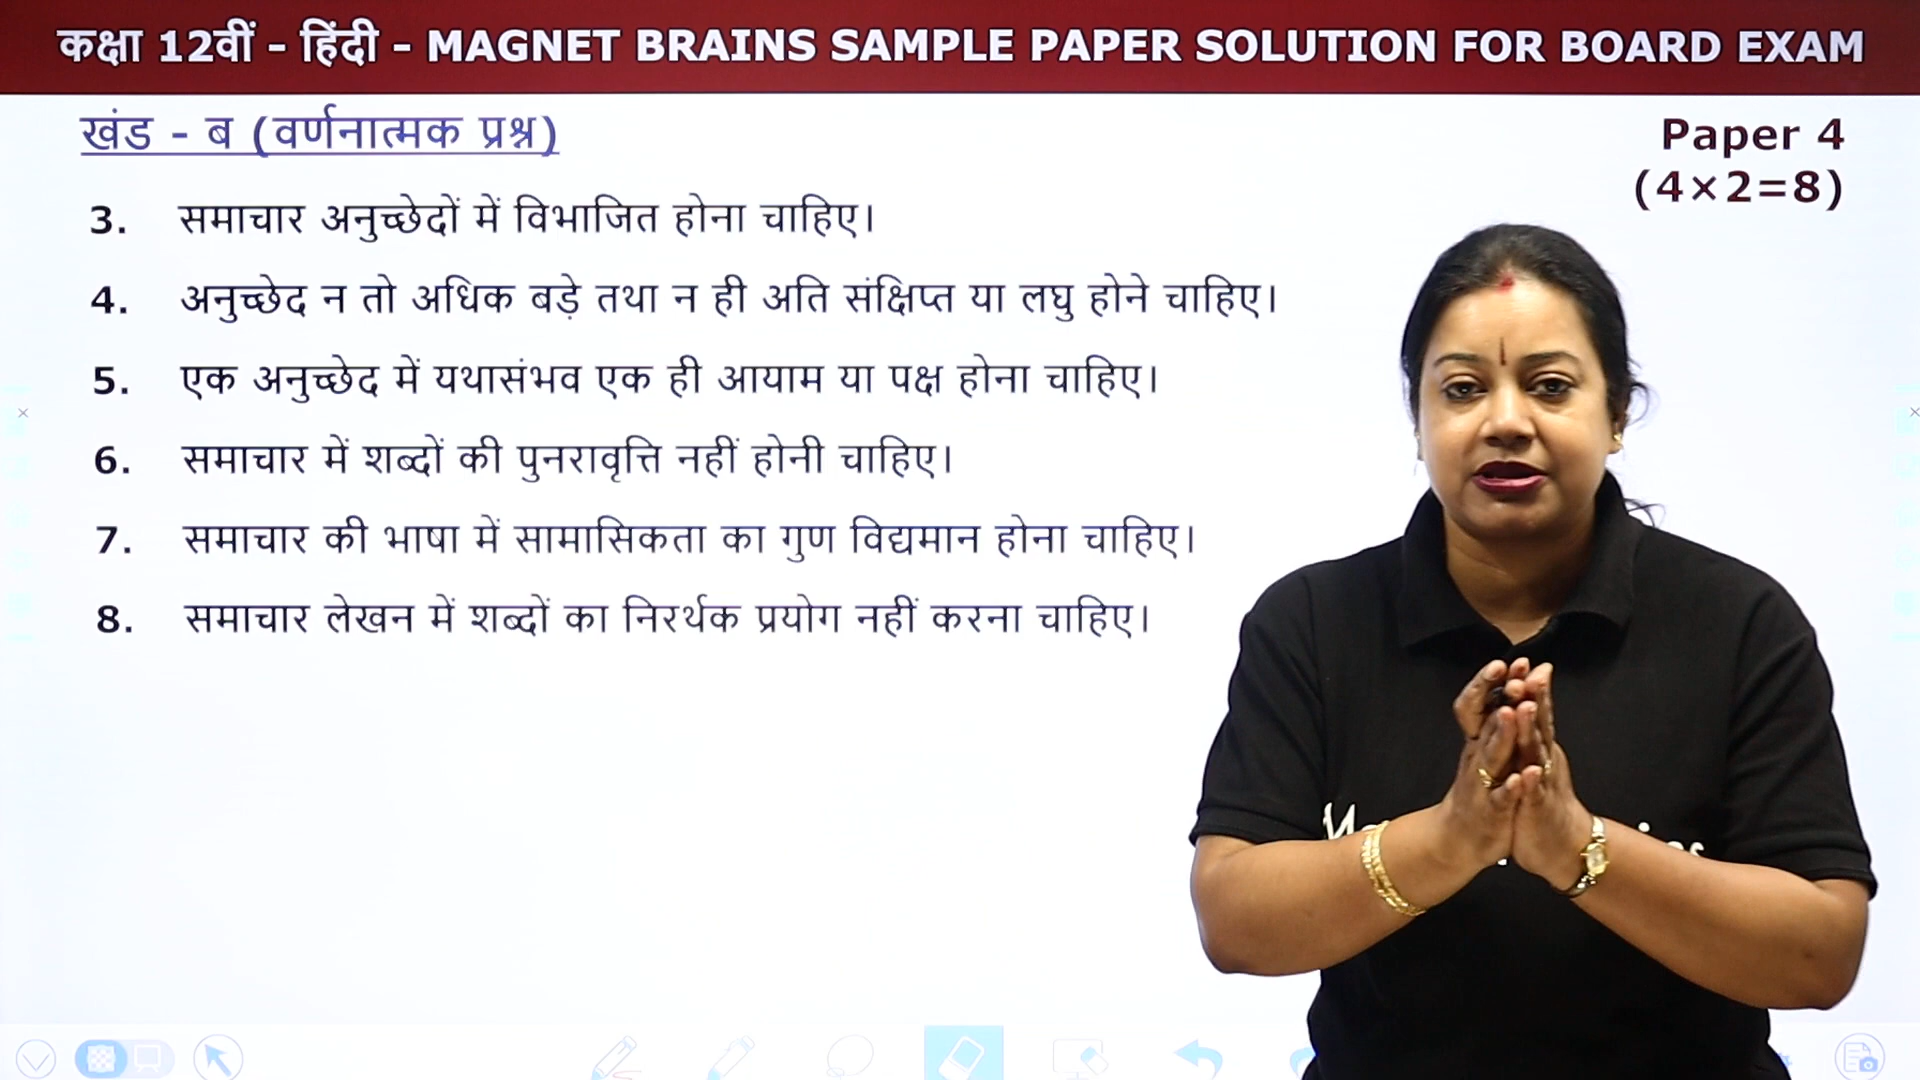 कक्षा 12वीं - हिंदी - MAGNET BRAINS SAMPLE PAPER SOLUTION FOR BOARD EXAM
खंड - ब (वर्णनात्मक प्रश्न)
Paper 4
(4×2=8)
3. समाचार अनुच्छेदों में विभाजित होना चाहिए।
4. अनुच्छेद न तो अधिक बड़े तथा न ही अति संक्षिप्त या लघु होने चाहिए।
5. एक अनुच्छेद में यथासंभव एक ही आयाम या पक्ष होना चाहिए।
6. समाचार में शब्दों की पुनरावृत्ति नहीं होनी चाहिए।
7. समाचार की भाषा में सामासिकता का गुण विद्यमान होना चाहिए।
8. समाचार लेखन में शब्दों का निरर्थक प्रयोग नहीं करना चाहिए।